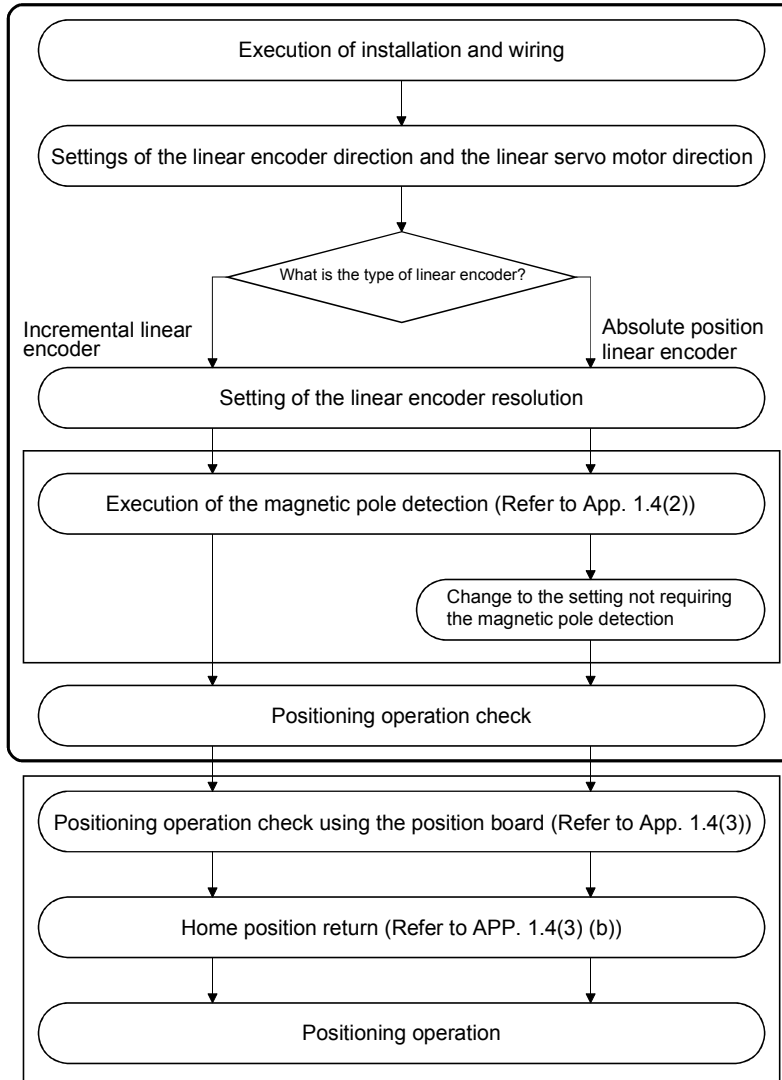 Execution of installation and wiring
Settings of the linear encoder direction and the linear servo motor direction
What is the type of linear encoder?
Incremental linear
encoder
Absolute position
linear encoder
Setting of the linear encoder resolution
Execution of the magnetic pole detection (Refer to App. 1.4(2))
Change to the setting not requiring
the magnetic pole detection
Positioning operation check
Positioning operation check using the position board (Refer to App. 1.4(3))
Home position return (Refer to APP. 1.4(3) (b))
Positioning operation